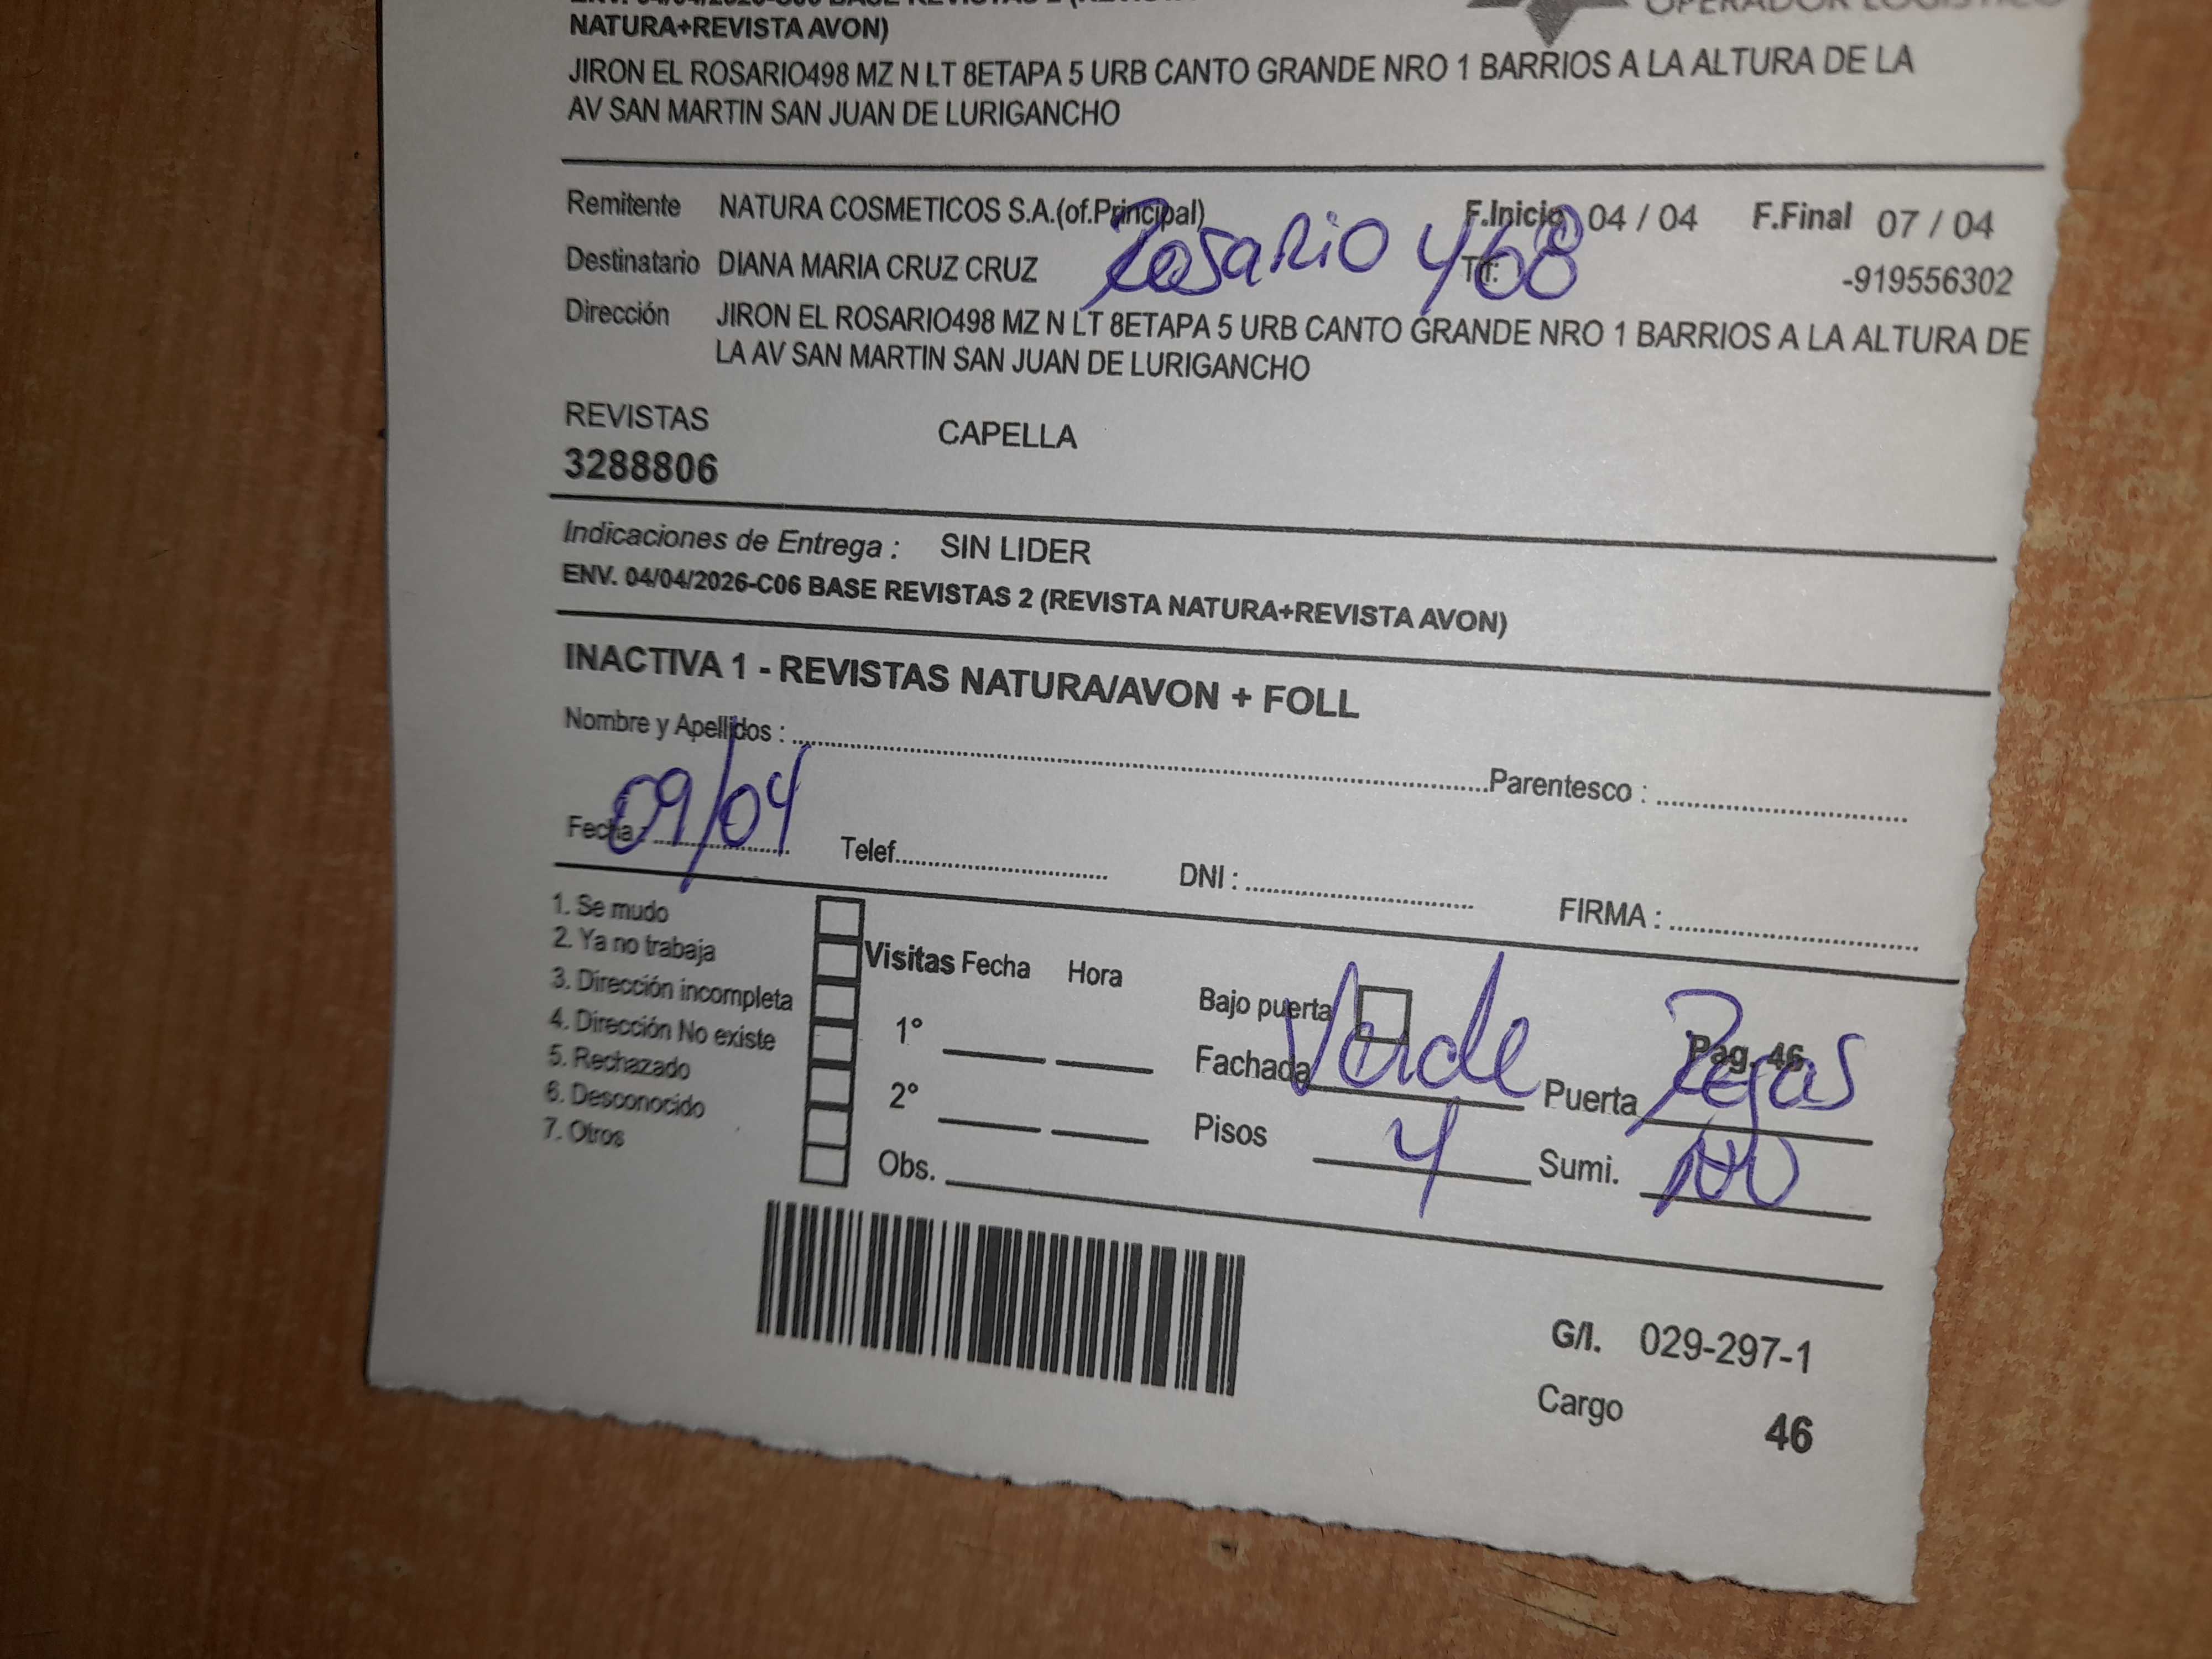 NATURA+REVISTA AVON)
OPERADOR LOGISTICO
JIRON EL ROSARIO498 MZ N LT 8ETAPA 5 URB CANTO GRANDE NRO 1 BARRIOS A LA ALTURA DE LA
AV SAN MARTIN SAN JUAN DE LURIGANCHO
Remitente NATURA COSMETICOS S.A.(of.Principal) F.Inicio 04 / 04 F.Final 07 / 04
Rosario 468
Destinatario DIANA MARIA CRUZ CRUZ Tlf: -919556302
Dirección JIRON EL ROSARIO498 MZ N LT 8ETAPA 5 URB CANTO GRANDE NRO 1 BARRIOS A LA ALTURA DE
LA AV SAN MARTIN SAN JUAN DE LURIGANCHO
REVISTAS CAPELLA
3288806
Indicaciones de Entrega : SIN LIDER
ENV. 04/04/2026-C06 BASE REVISTAS 2 (REVISTA NATURA+REVISTA AVON)
INACTIVA 1 - REVISTAS NATURA/AVON + FOLL
Nombre y Apellidos : Parentesco :
Fecha : 09/04 Telef. DNI : FIRMA :
1. Se mudo
2. Ya no trabaja
3. Dirección incompleta
4. Dirección No existe
5. Rechazado
6. Desconocido
7. Otros
Visitas Fecha Hora
1°
2°
Obs.
Bajo puerta Pag. 46
Fachada Verde Puerta Rejas
Pisos 4 Sumi. NO
G/I. 029-297-1
Cargo 46